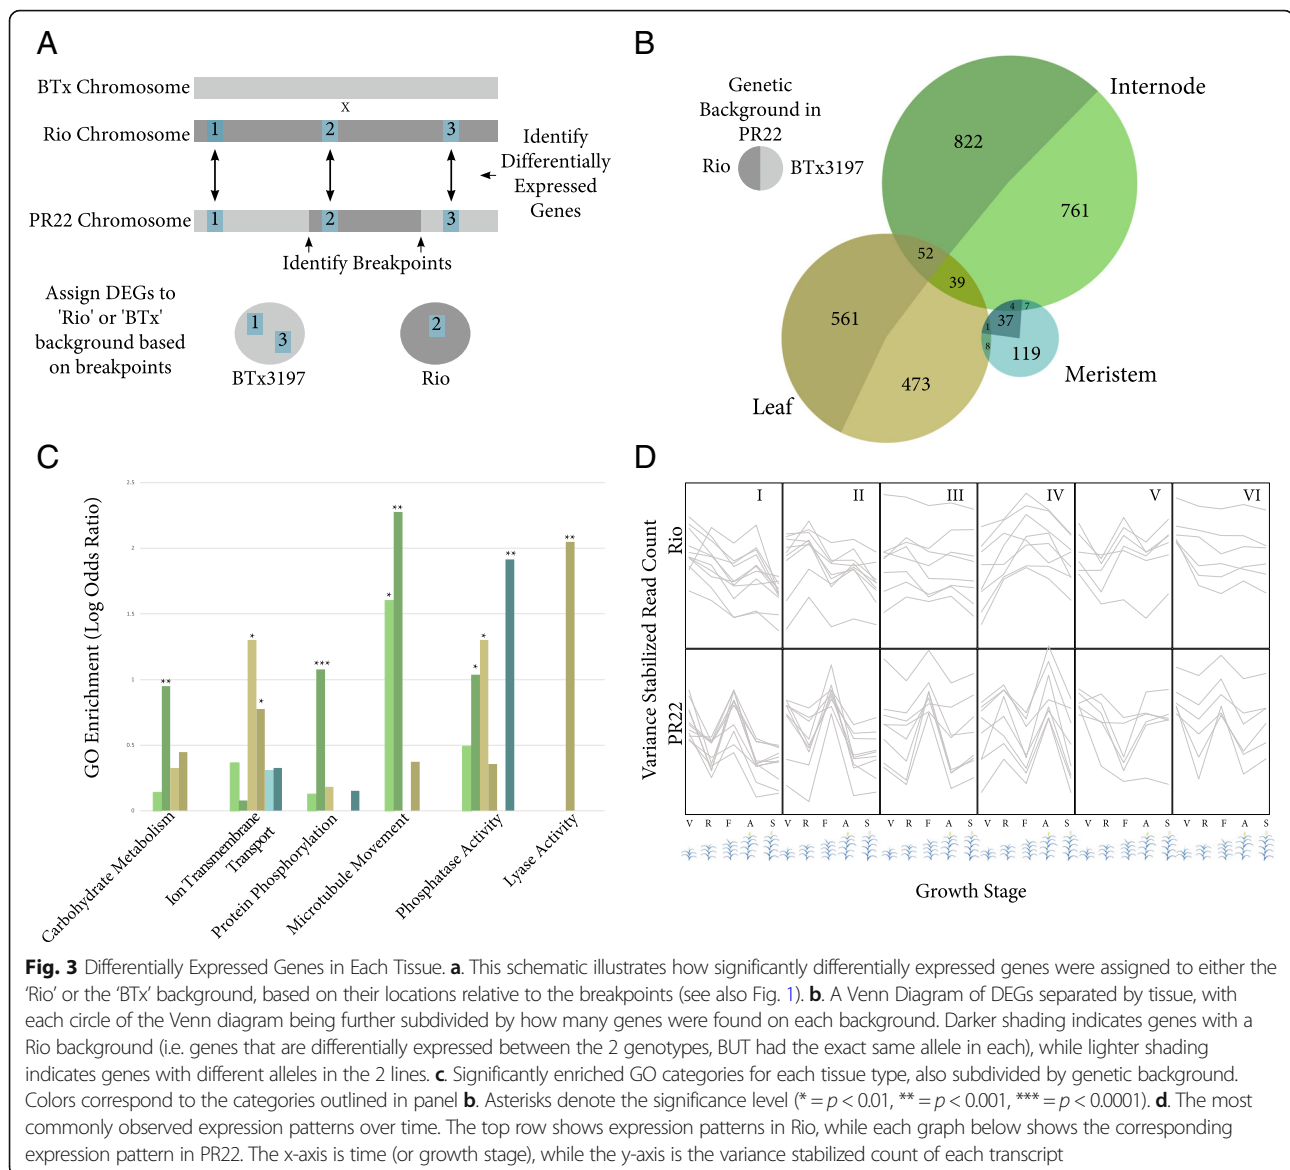 A
BTx Chromosome
X
Rio Chromosome
1
2
3
Identify
Differentially
Expressed
Genes
PR22 Chromosome
1
2
3
Identify Breakpoints
Assign DEGs to
'Rio' or 'BTx'
background based
on breakpoints
1
3
2
BTx3197
Rio
B
Genetic
Background in
PR22
Rio
BTx3197
Internode
822
761
52
39
561
473
4
7
37
1
8
119
Meristem
Leaf
C
GO Enrichment (Log Odds Ratio)
2.5
2
1.5
1
0.5
0
**
*
*
***
*
**
*
*
**
**
Carbohydrate Metabolism
Ion Transmembrane
Transport
Protein Phosphorylation
Microtubule Movement
Phosphatase Activity
Lyase Activity
D
Variance Stabilized Read Count
Rio
PR22
I
II
III
IV
V
VI
V R F A S V R F A S V R F A S V R F A S V R F A S V R F A S
Growth Stage
Fig. 3 Differentially Expressed Genes in Each Tissue. a. This schematic illustrates how significantly differentially expressed genes were assigned to either the
'Rio' or the 'BTx' background, based on their locations relative to the breakpoints (see also Fig. 1). b. A Venn Diagram of DEGs separated by tissue, with
each circle of the Venn diagram being further subdivided by how many genes were found on each background. Darker shading indicates genes with a
Rio background (i.e. genes that are differentially expressed between the 2 genotypes, BUT had the exact same allele in each), while lighter shading
indicates genes with different alleles in the 2 lines. c. Significantly enriched GO categories for each tissue type, also subdivided by genetic background.
Colors correspond to the categories outlined in panel b. Asterisks denote the significance level (* = p < 0.01, ** = p < 0.001, *** = p < 0.0001). d. The most
commonly observed expression patterns over time. The top row shows expression patterns in Rio, while each graph below shows the corresponding
expression pattern in PR22. The x-axis is time (or growth stage), while the y-axis is the variance stabilized count of each transcript